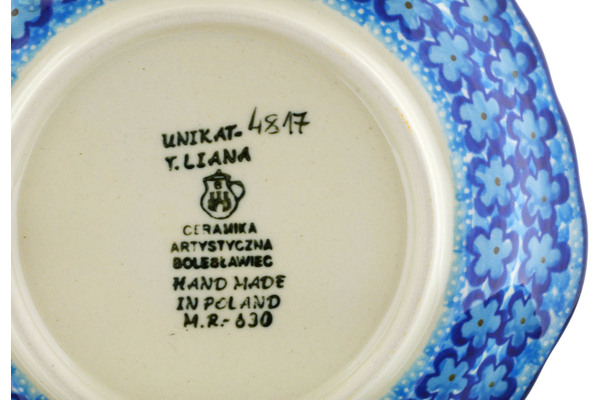 UNIKAT-4817
T. LIANA
B
CERAMIKA
ARTYSTYCZNA
BOLESŁAWIEC
HAND MADE
IN POLAND
M.R.-630